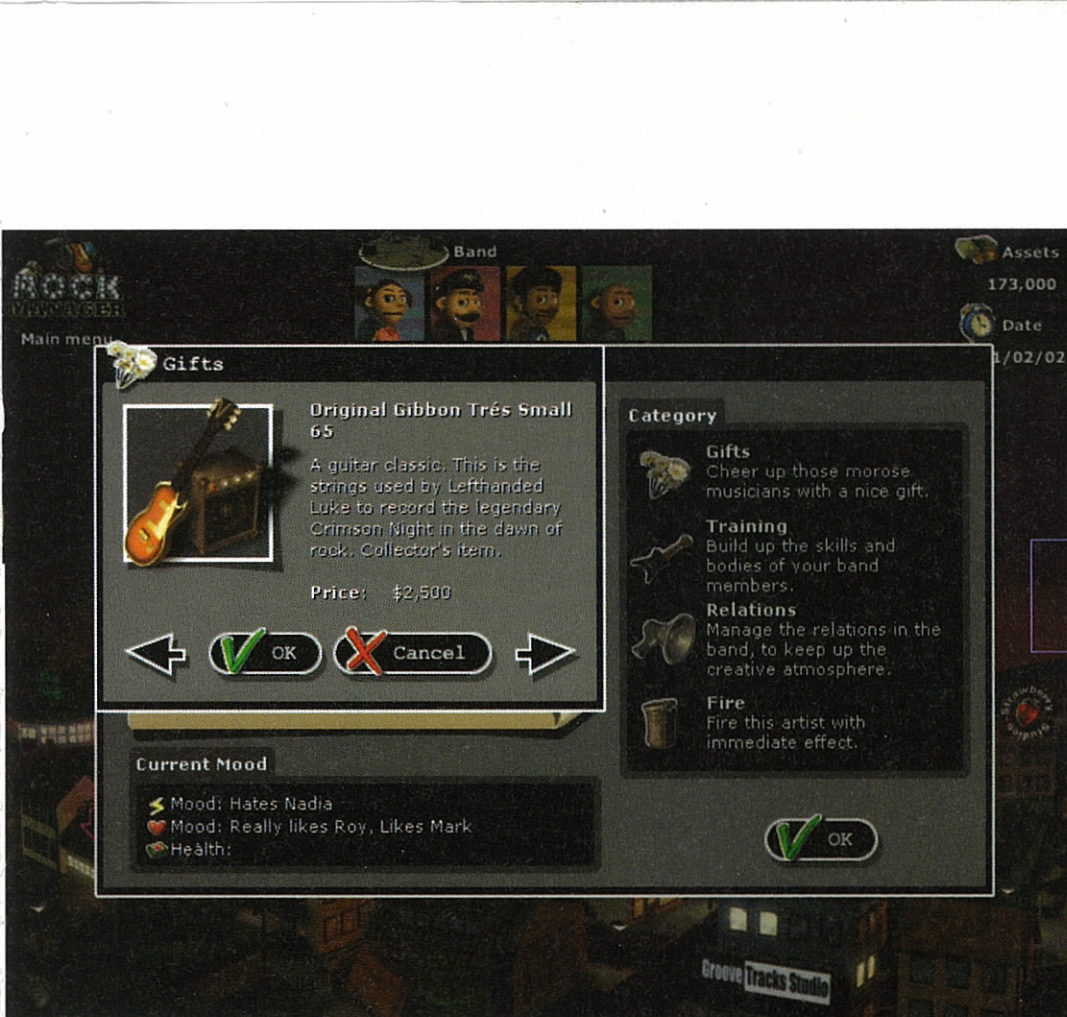 ROCK
MANAGER
Main menu
Band
Assets
173,000
Date
1/02/02
Gifts
Original Gibbon Trés Small
65
A guitar classic. This is the
strings used by Lefthanded
Luke to record the legendary
Crimson Night in the dawn of
rock. Collector's item.
Price: $2,500
OK
Cancel
Category
Gifts
Cheer up those morose
musicians with a nice gift.
Training
Build up the skills and
bodies of your band
members.
Relations
Manage the relations in the
band, to keep up the
creative atmosphere.
Fire
Fire this artist with
immediate effect.
Current Mood
Mood: Hates Nadia
Mood: Really likes Roy, Likes Mark
Health:
OK
Strawberry
Studios
Groove Tracks Studio